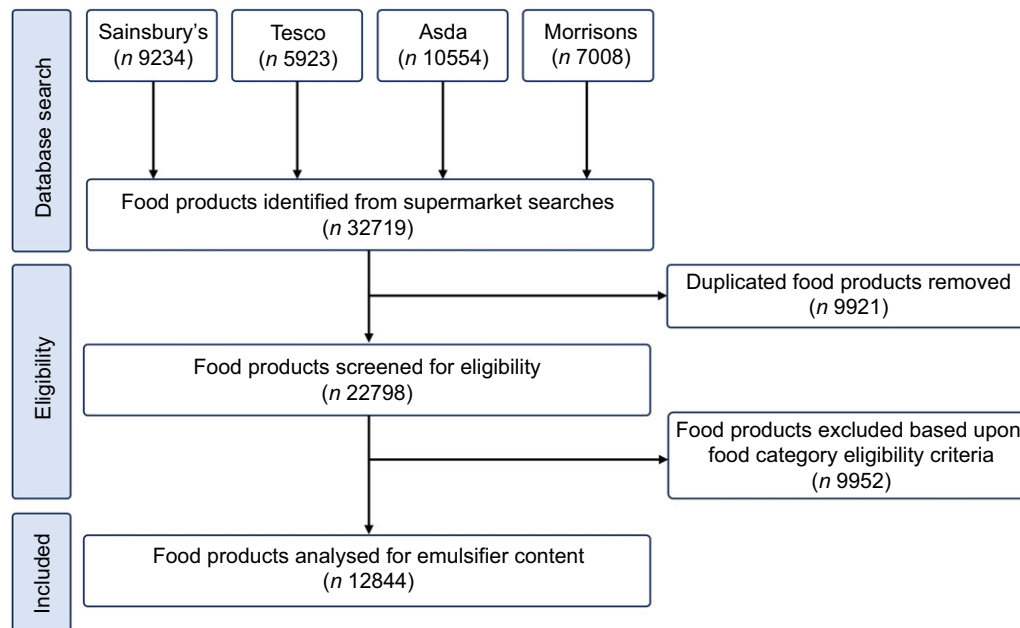 Database search
Sainsbury's
(n 9234)
Tesco
(n 5923)
Asda
(n 10554)
Morrisons
(n 7008)
Food products identified from supermarket searches
(n 32719)
Eligibility
Duplicated food products removed
(n 9921)
Food products screened for eligibility
(n 22798)
Food products excluded based upon
food category eligibility criteria
(n 9952)
Included
Food products analysed for emulsifier content
(n 12844)